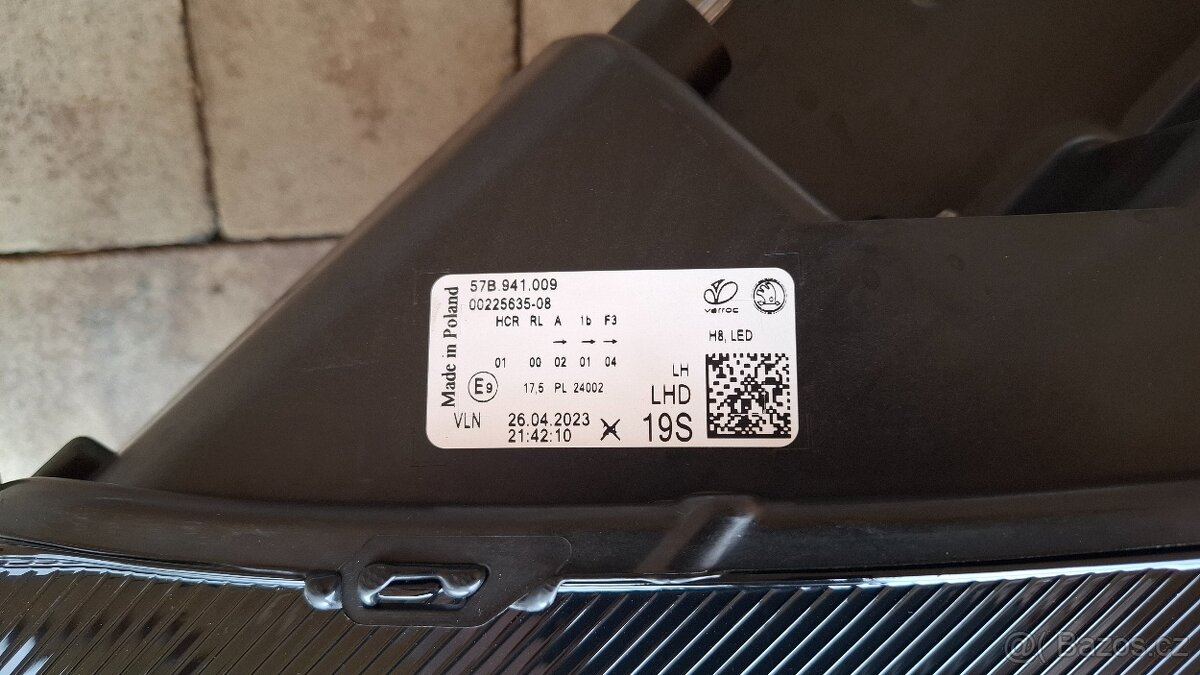 Made in Poland
57B.941.009
00225635-08
HCR RL A 1b F3
→ → →
01 00 02 01 04
E9 17,5 PL 24002
VLN 26.04.2023
21:42:10
varroc
H8, LED
LH
LHD
19S
Bazos.cz